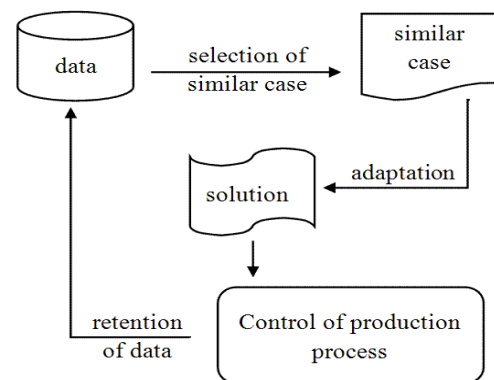 data
selection of
similar case
similar
case
adaptation
solution
Control of production
process
retention
of data